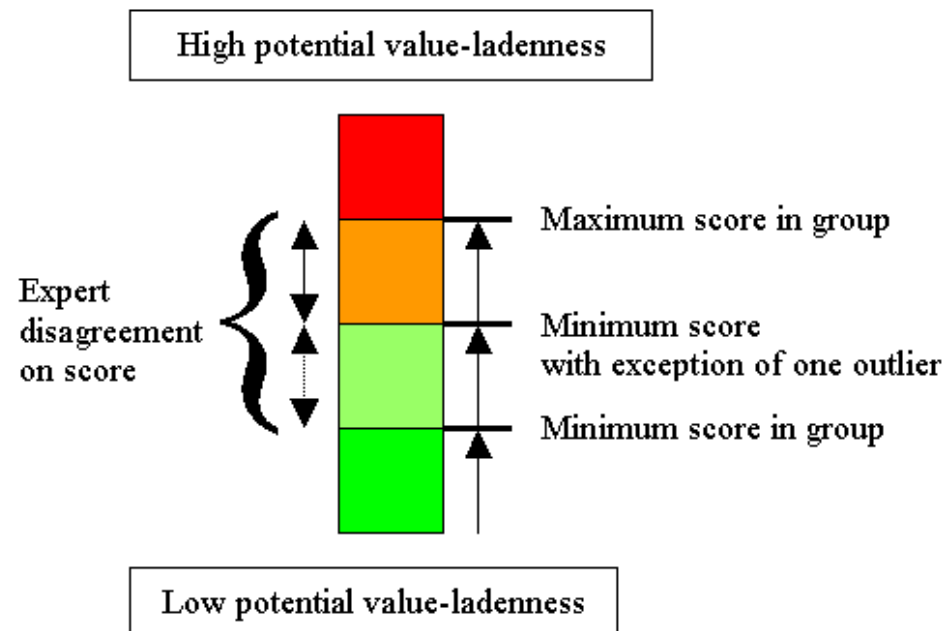 High potential value-ladenness
Maximum score in group
Expert
disagreement
on score
Minimum score
with exception of one outlier
Minimum score in group
Low potential value-ladenness